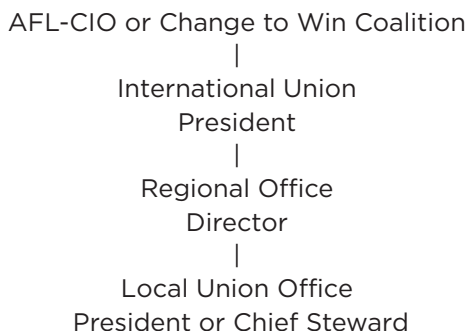 AFL-CIO or Change to Win Coalition
|
International Union
President
|
Regional Office
Director
|
Local Union Office
President or Chief Steward